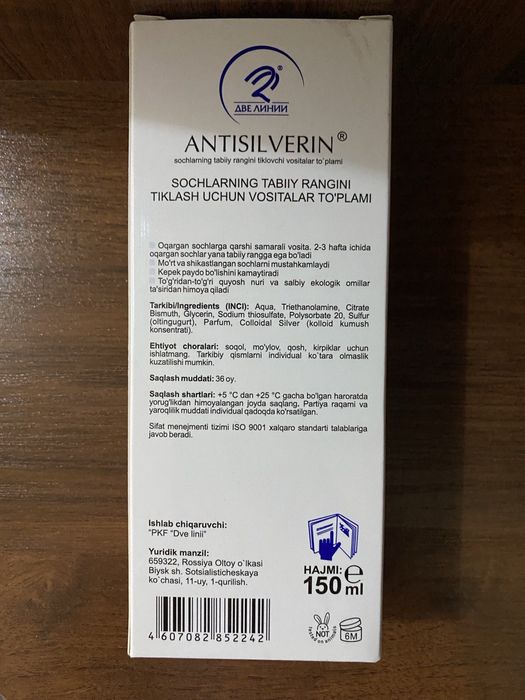 2®
ДВЕ ЛИНИИ
ANTISILVERIN®
sochlarning tabiiy rangini tiklovchi vositalar to`plami
SOCHLARNING TABIIY RANGINI
TIKLASH UCHUN VOSITALAR TO'PLAMI
Oqargan sochlarga qarshi samarali vosita. 2-3 hafta ichida
oqargan sochlar yana tabiiy rangga ega bo'ladi
Mo'rt va shikastlangan sochlarni mustahkamlaydi
Kepek paydo bo'lishini kamaytiradi
To'g'ridan-to'g'ri quyosh nuri va salbiy ekologik omillar
ta'siridan himoya qiladi
Tarkibi/Ingredients (INCI): Aqua, Triethanolamine, Citrate
Bismuth, Glycerin, Sodium thiosulfate, Polysorbate 20, Sulfur
(oltingugurt), Parfum, Colloidal Silver (kolloid kumush
konsentrati).
Ehtiyot choralari: soqol, mo'ylov, qosh, kirpiklar uchun
ishlatmang. Tarkibiy qismlarni individual ko`tara olmaslik
kuzatilishi mumkin.
Saqlash muddati: 36 oy.
Saqlash shartlari: +5 °C dan +25 °C gacha bo'lgan haroratda
yorug'likdan himoyalangan joyda saqlang. Partiya raqami va
yaroqlilik muddati individual qadoqda ko'rsatilgan.
Sifat menejmenti tizimi ISO 9001 xalqaro standarti talablariga
javob beradi.
Ishlab chiqaruvchi:
"PKF "Dve linii"
Yuridik manzil:
659322, Rossiya Oltoy o`lkasi
Biysk sh. Sotsialisticheskaya
ko`chasi, 11-uy, 1-qurilish.
HAJMI: e
150 ml
4 607082 852242
NOT
tested on animals
6M